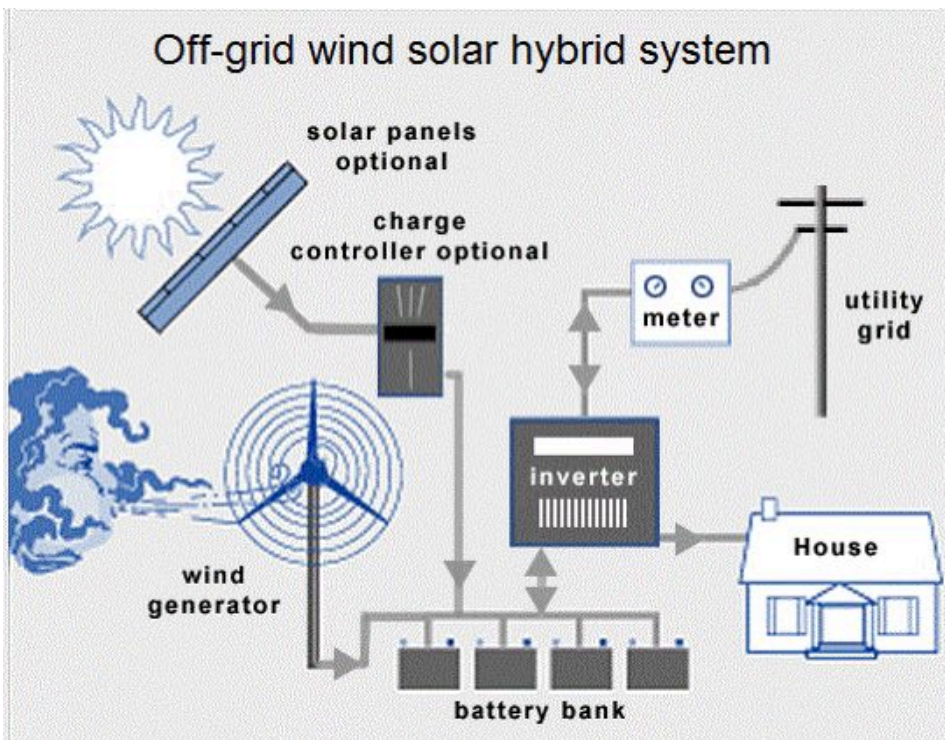 Off-grid wind solar hybrid system
solar panels
optional
charge
controller optional
meter
utility
grid
inverter
House
wind
generator
battery bank